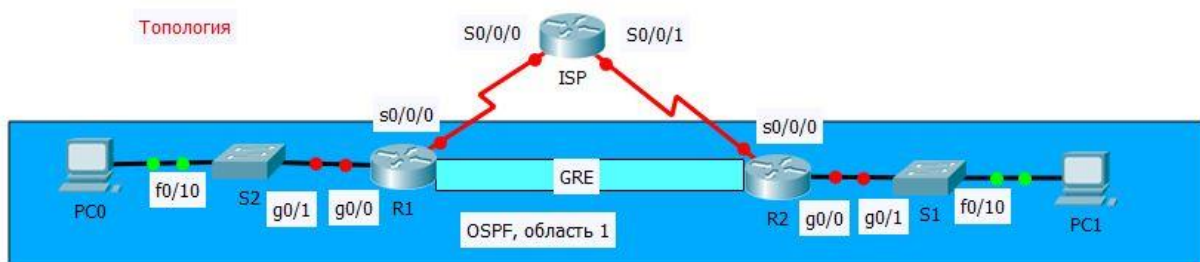 Топология
S0/0/0
S0/0/1
ISP
s0/0/0
s0/0/0
PC0
f0/10
S2
g0/1
g0/0
R1
GRE
OSPF, область 1
R2
g0/0
g0/1
S1
f0/10
PC1